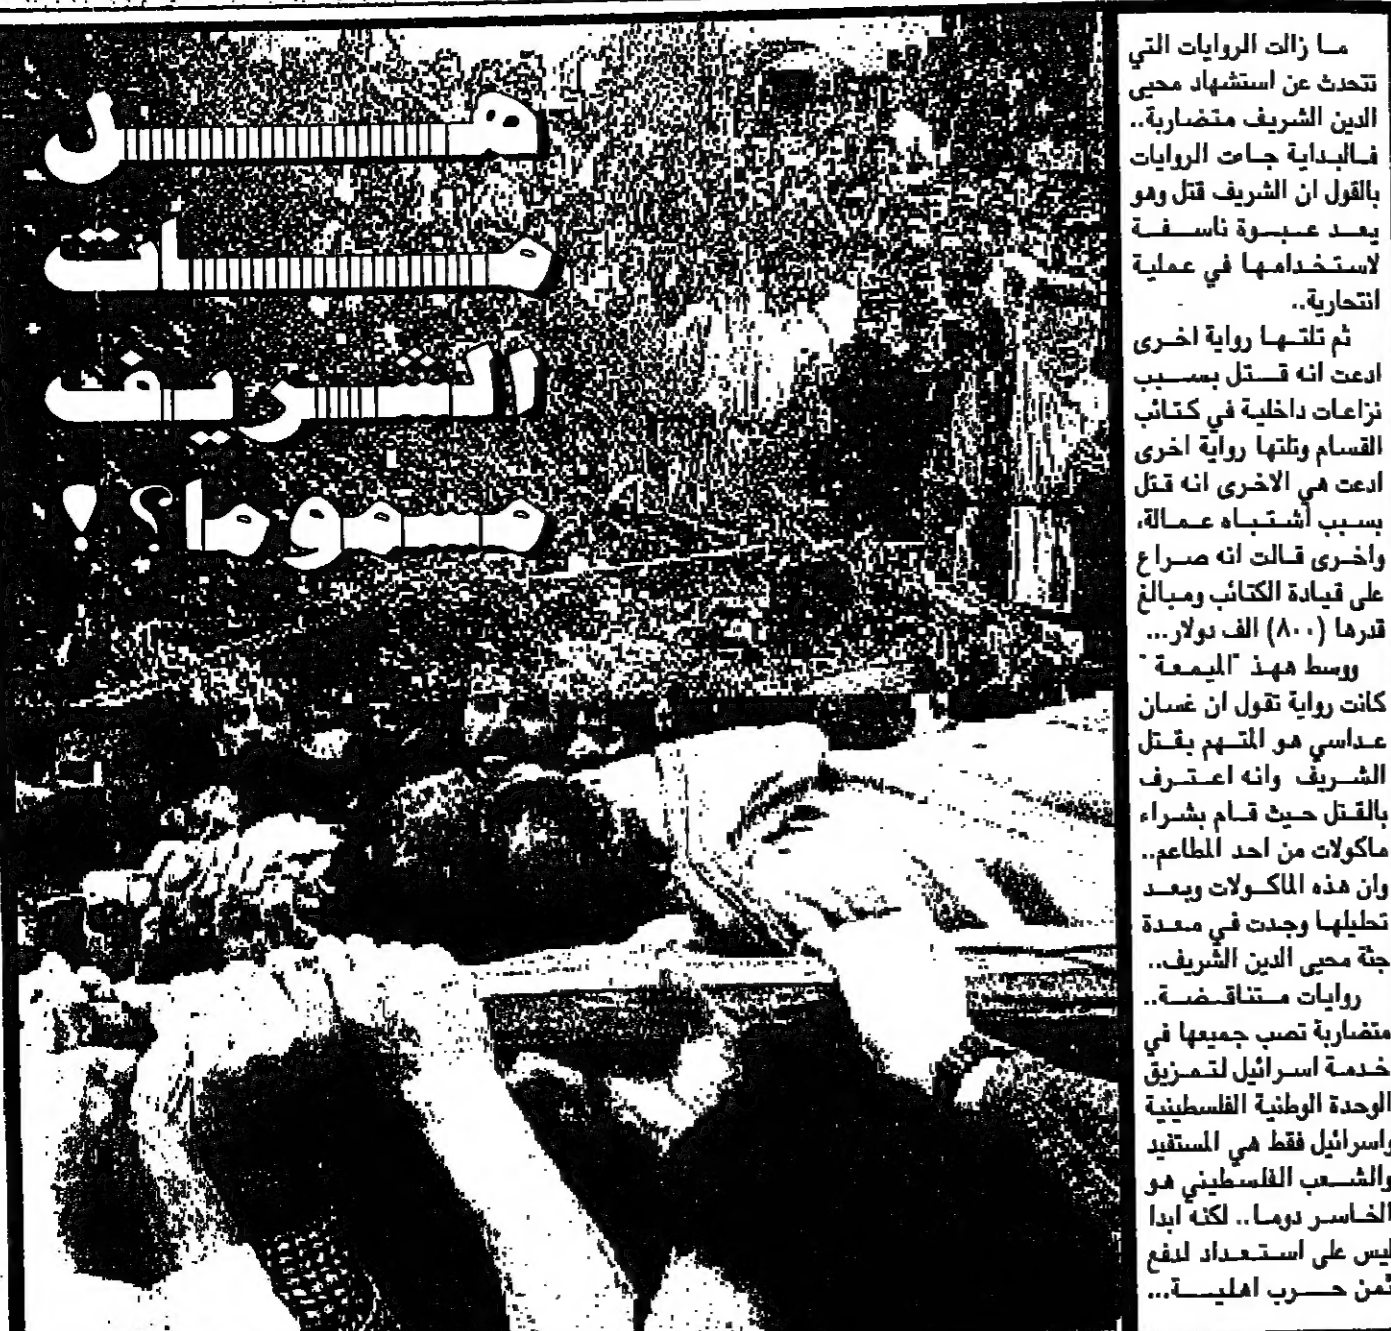 هل
مات
الشريف
مسموما؟!
ما زالت الروايات التي
تتحدث عن استشهاد محيي
الدين الشريف متضاربة..
فالبداية جاءت الروايات
بالقول ان الشريف قتل وهو
يعد عبوة ناسفة
لاستخدامها في عملية
انتحارية..
ثم تلتها رواية اخرى
ادعت انه قتل بسبب
نزاعات داخلية في كتائب
القسام وتلتها رواية اخرى
ادعت هي الاخرى انه قتل
بسبب أشتباه عمالة،
واخرى قالت انه صراع
على قيادة الكتائب ومبالغ
قدرها (٨٠٠) الف دولار...
ووسط ههذ "الميمعة"
كانت رواية تقول ان غسان
عداسي هو المتهم بقتل
الشريف وانه اعترف
بالقتل حيث قام بشراء
ماكولات من احد المطاعم..
وان هذه الماكولات وبعد
تحليلها وجدت في معدة
جثة محيي الدين الشريف..
روايات متناقضة..
متضاربة تصب جميعها في
خدمة اسرائيل لتمزيق
الوحدة الوطنية الفلسطينية
واسرائيل فقط هي المستفيد
والشعب الفلسطيني هو
الخاسر دوما.. لكنه ابدا
ليس على استعداد لدفع
ثمن حرب اهلية...